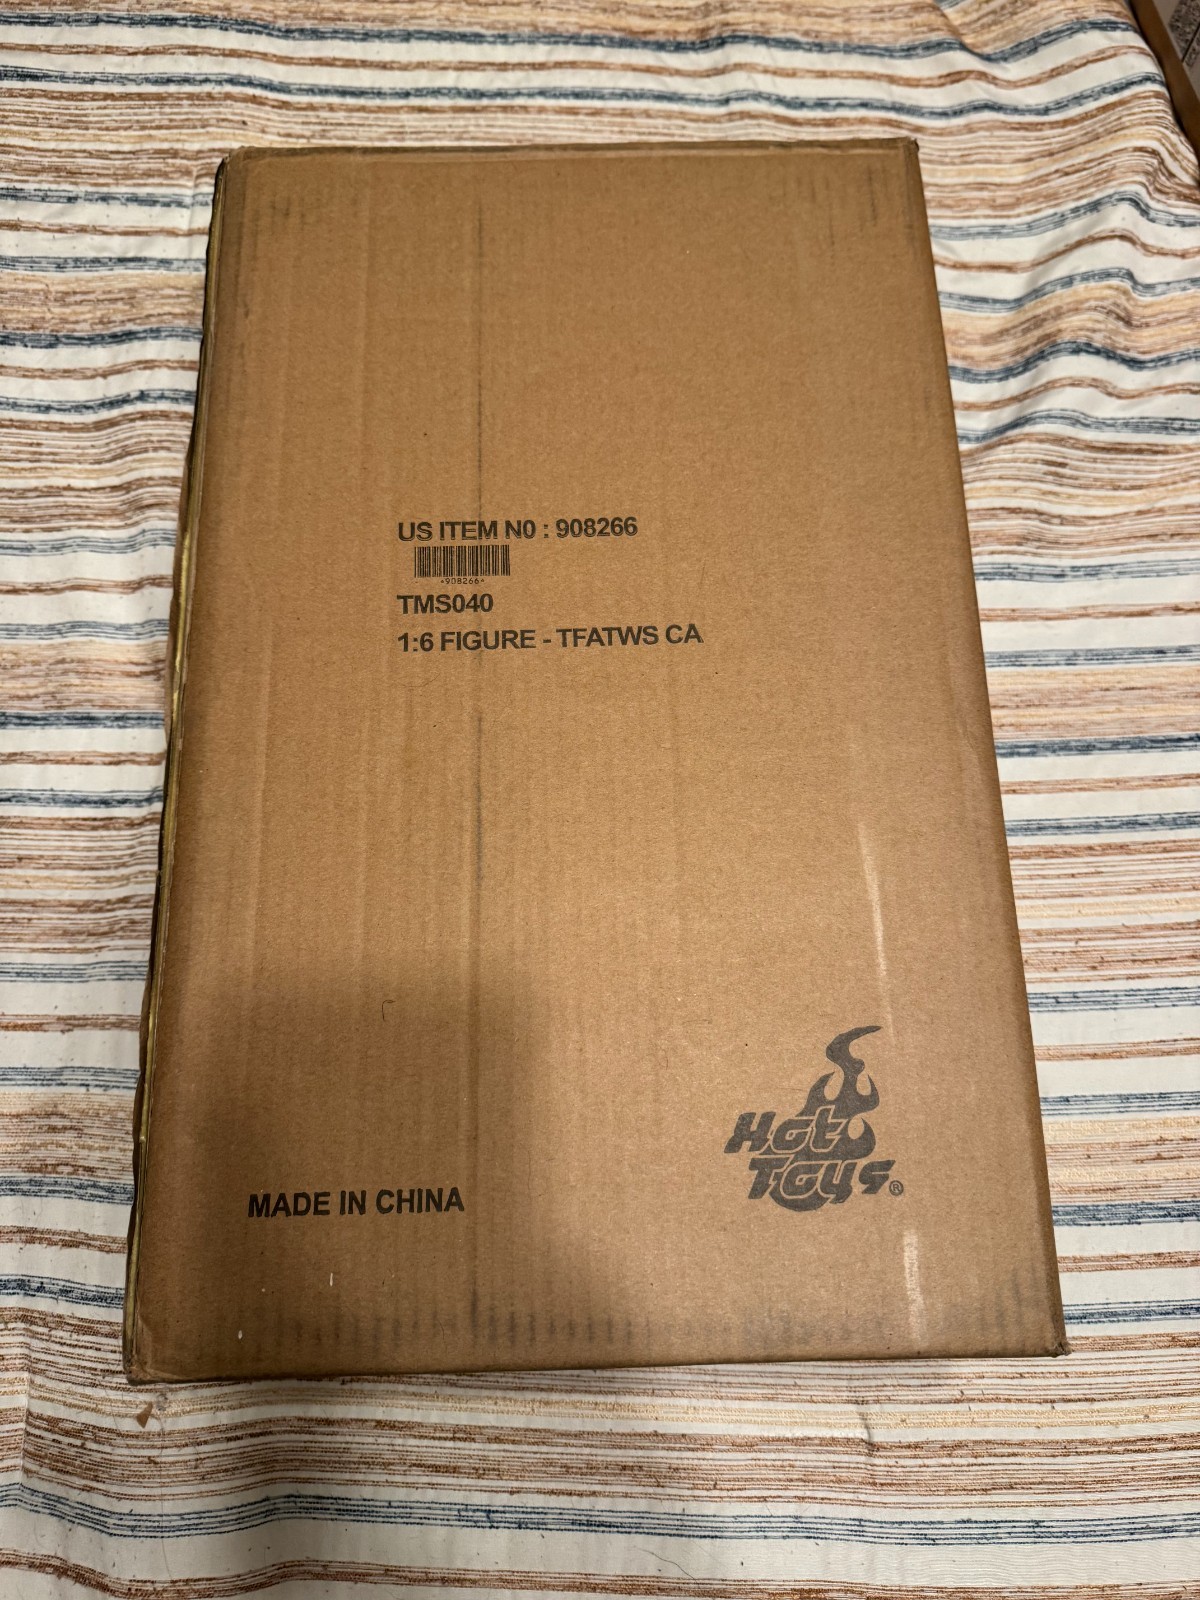 US ITEM N0 : 908266
*908266*
TMS040
1:6 FIGURE - TFATWS CA
Hot
Toys®
MADE IN CHINA